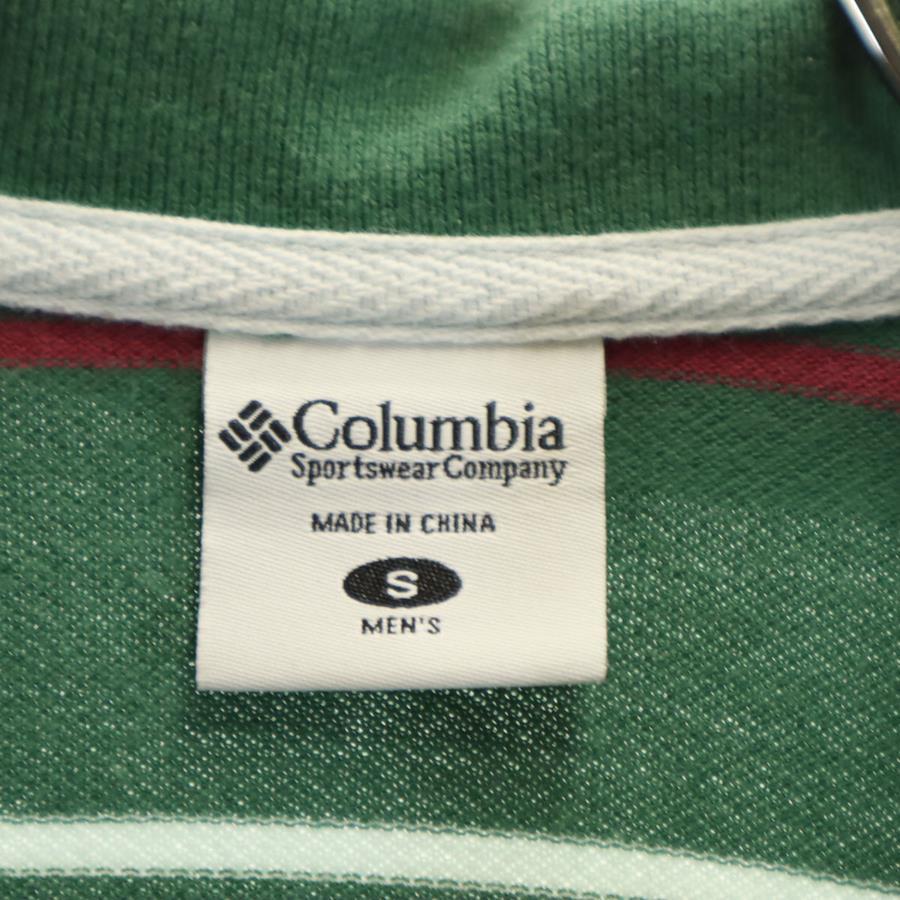 Columbia
Sportswear Company
MADE IN CHINA
S
MEN'S